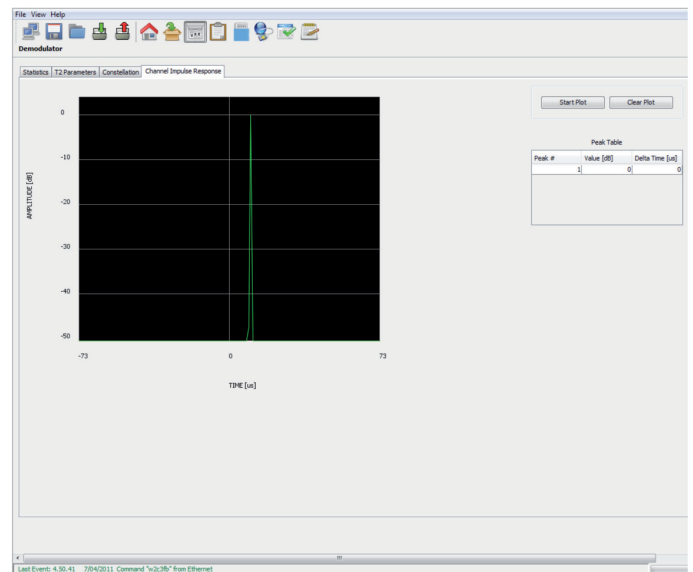 File View Help
Demodulator
Statistics T2 Parameters Constellation Channel Impulse Response
0
-10
-20
-30
-40
-50
AMPLITUDE [dB]
-73 0 73
TIME [us]
Start Plot Clear Plot
Peak Table
Peak # Value [dB] Delta Time [us]
1 0 0
Last Event: 4.50.41 7/04/2011 Command "w2c3fb" from Ethernet